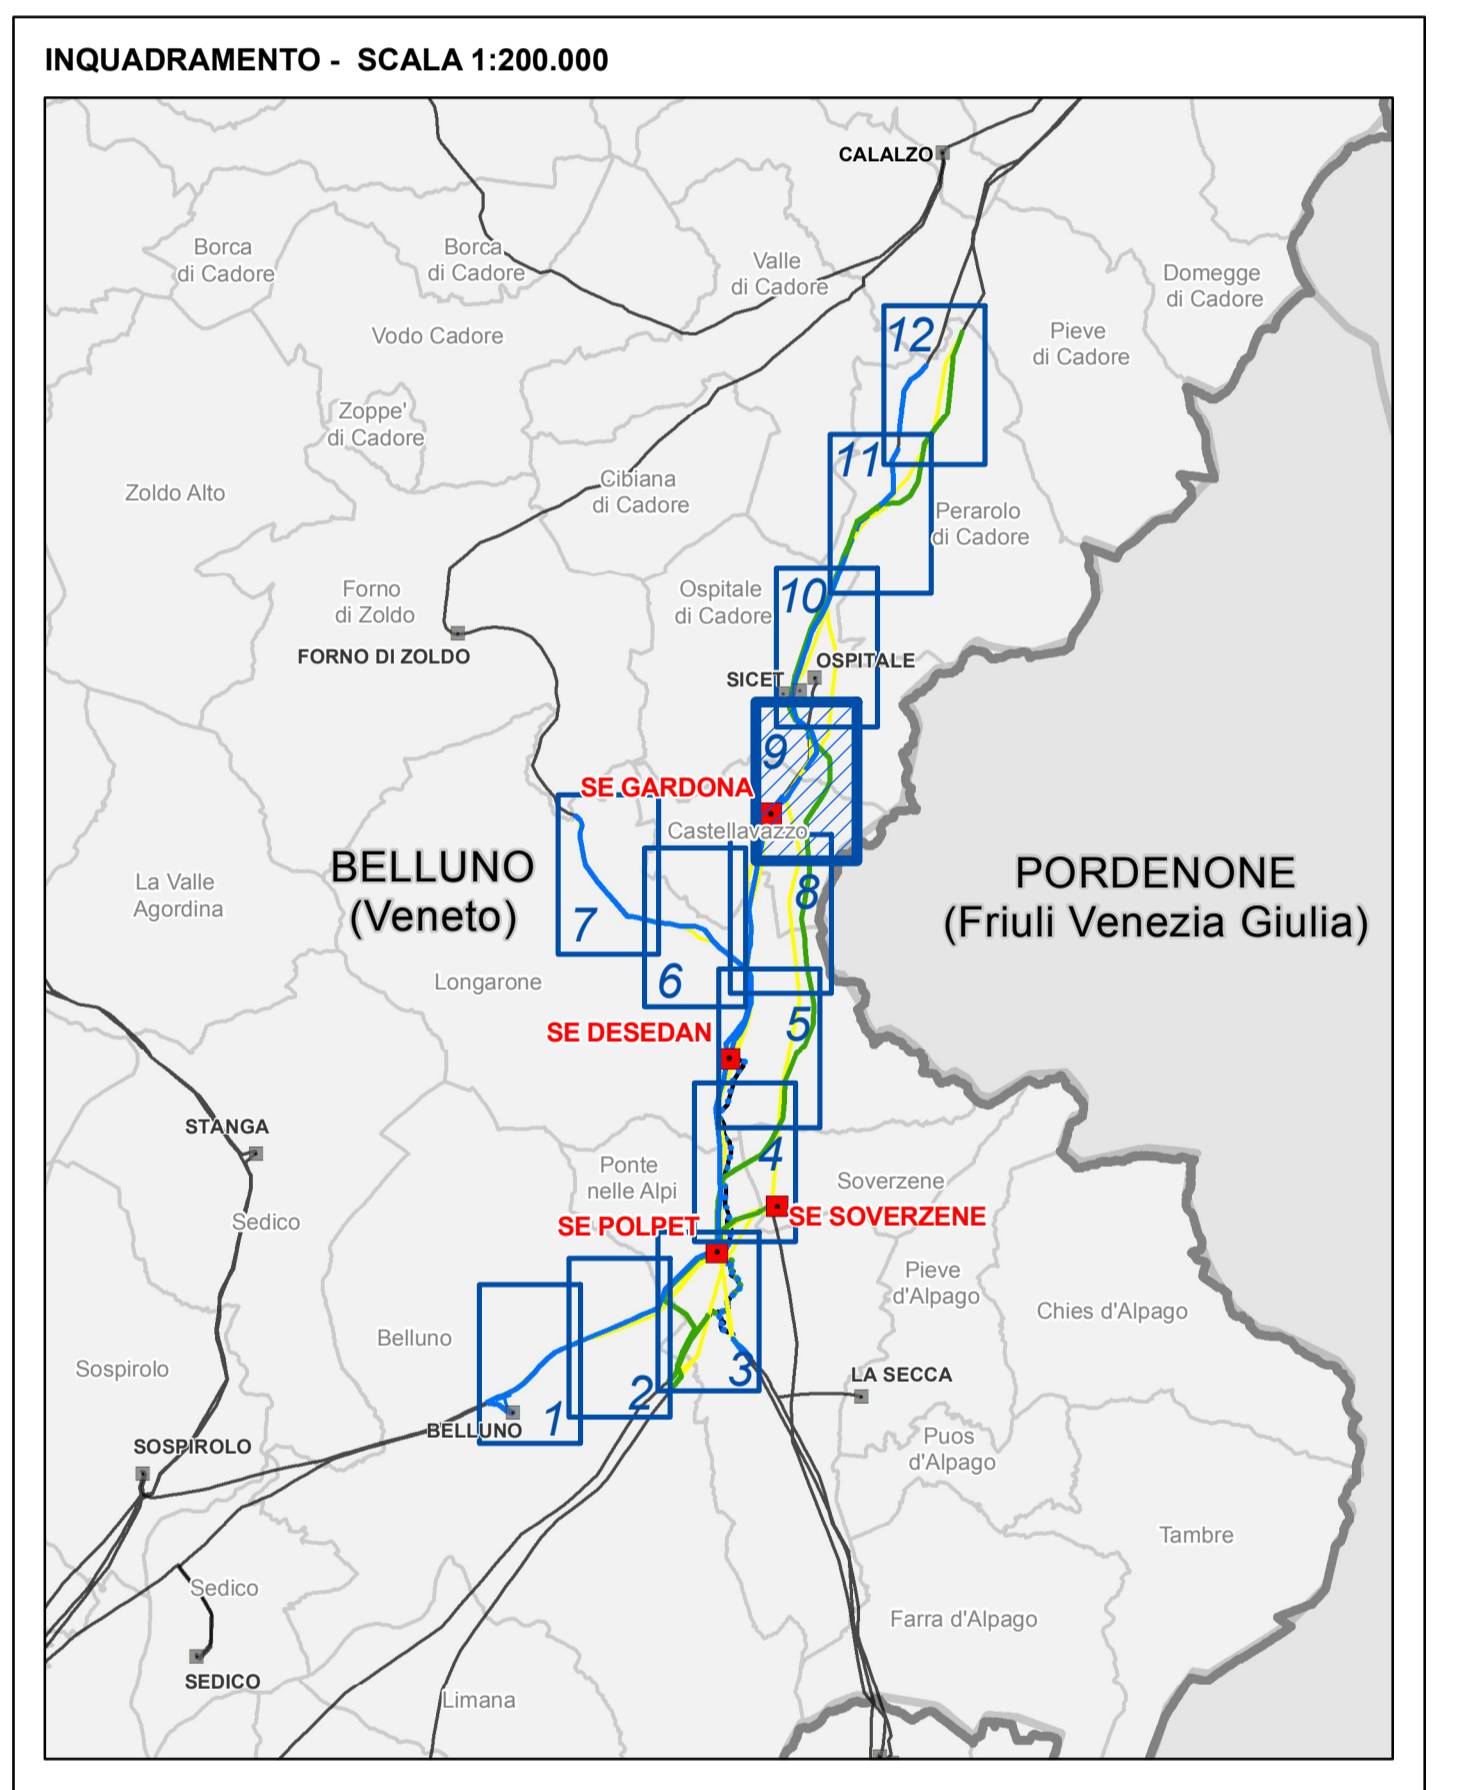 INQUADRAMENTO - SCALA 1:200.000
CALALZO
Borca
di Cadore
Borca
di Cadore
Valle
di Cadore
Domegge
di Cadore
Vodo Cadore
12
Pieve
di Cadore
Zoppe'
di Cadore
11
Zoldo Alto
Cibiana
di Cadore
Perarolo
di Cadore
Forno
di Zoldo
Ospitale
di Cadore
10
FORNO DI ZOLDO
OSPITALE
SICET
9
SE GARDONA
Castellavazzo
BELLUNO
(Veneto)
PORDENONE
(Friuli Venezia Giulia)
La Valle
Agordina
8
7
6
Longarone
5
SE DESEDAN
STANGA
4
Ponte
nelle Alpi
Soverzene
Sedico
SE POLPET
SE SOVERZENE
Pieve
d'Alpago
Chies d'Alpago
Belluno
Sospirolo
3
LA SECCA
2
1
BELLUNO
SOSPIROLO
Puos
d'Alpago
Tambre
Sedico
Farra d'Alpago
SEDICO
Limana